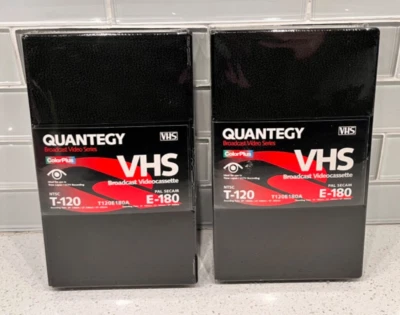 QUANTEGY
VHS
Broadcast Video Series
ColorPlus
VHS
Broadcast Videocassette
NTSC
PAL SECAM
T-120
T120E180A
E-180
QUANTEGY
VHS
Broadcast Video Series
ColorPlus
VHS
Broadcast Videocassette
NTSC
PAL SECAM
T-120
T120E180A
E-180